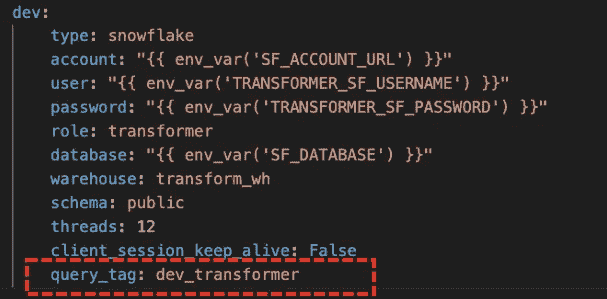 dev:
type: snowflake
account: "{{ env_var('SF_ACCOUNT_URL') }}"
user: "{{ env_var('TRANSFORMER_SF_USERNAME') }}"
password: "{{ env_var('TRANSFORMER_SF_PASSWORD') }}"
role: transformer
database: "{{ env_var('SF_DATABASE') }}"
warehouse: transform_wh
schema: public
threads: 12
client_session_keep_alive: False
query_tag: dev_transformer